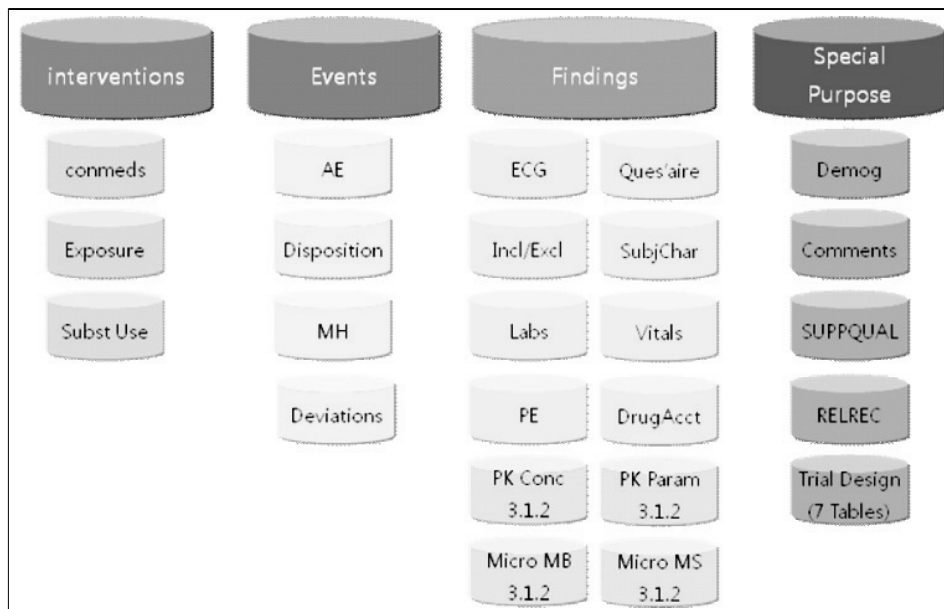 interventions
Events
Findings
Special
Purpose
conmeds
AE
ECG
Ques'aire
Demog
Exposure
Disposition
Incl/Excl
SubjChar
Comments
Subst Use
MH
Labs
Vitals
SUPPQUAL
Deviations
PE
DrugAcct
RELREC
PK Conc
3.1.2
PK Param
3.1.2
Trial Design
(7 Tables)
Micro MB
3.1.2
Micro MS
3.1.2